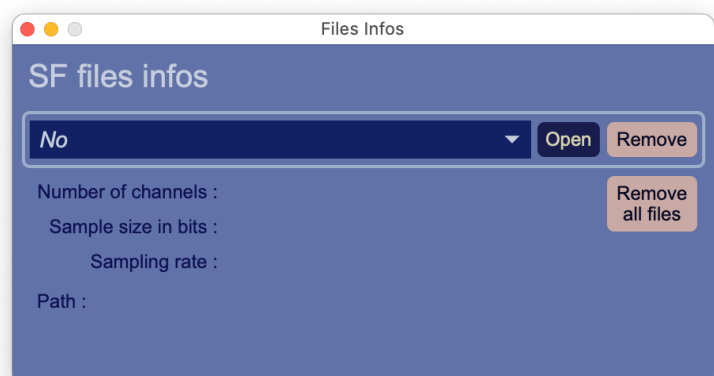 Files Infos
SF files infos
No
Open
Remove
Number of channels :
Remove
all files
Sample size in bits :
Sampling rate :
Path :